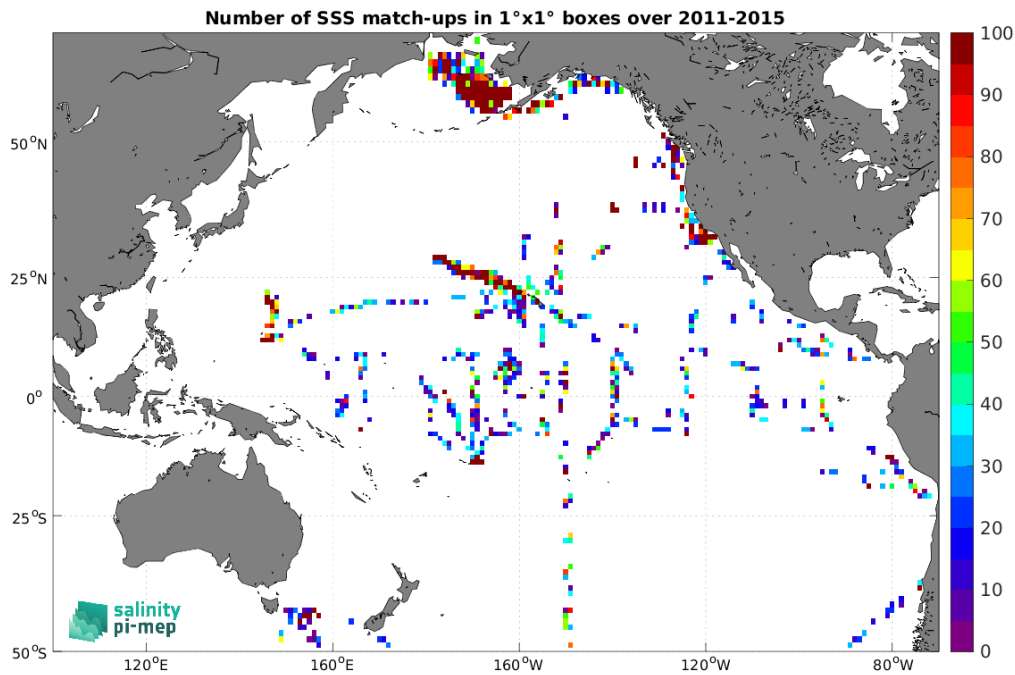 Number of SSS match-ups in 1°x1° boxes over 2011-2015
50°N
25°N
0°
25°S
50°S
120°E
160°E
160°W
120°W
80°W
100
90
80
70
60
50
40
30
20
10
0
salinity
pi-mep